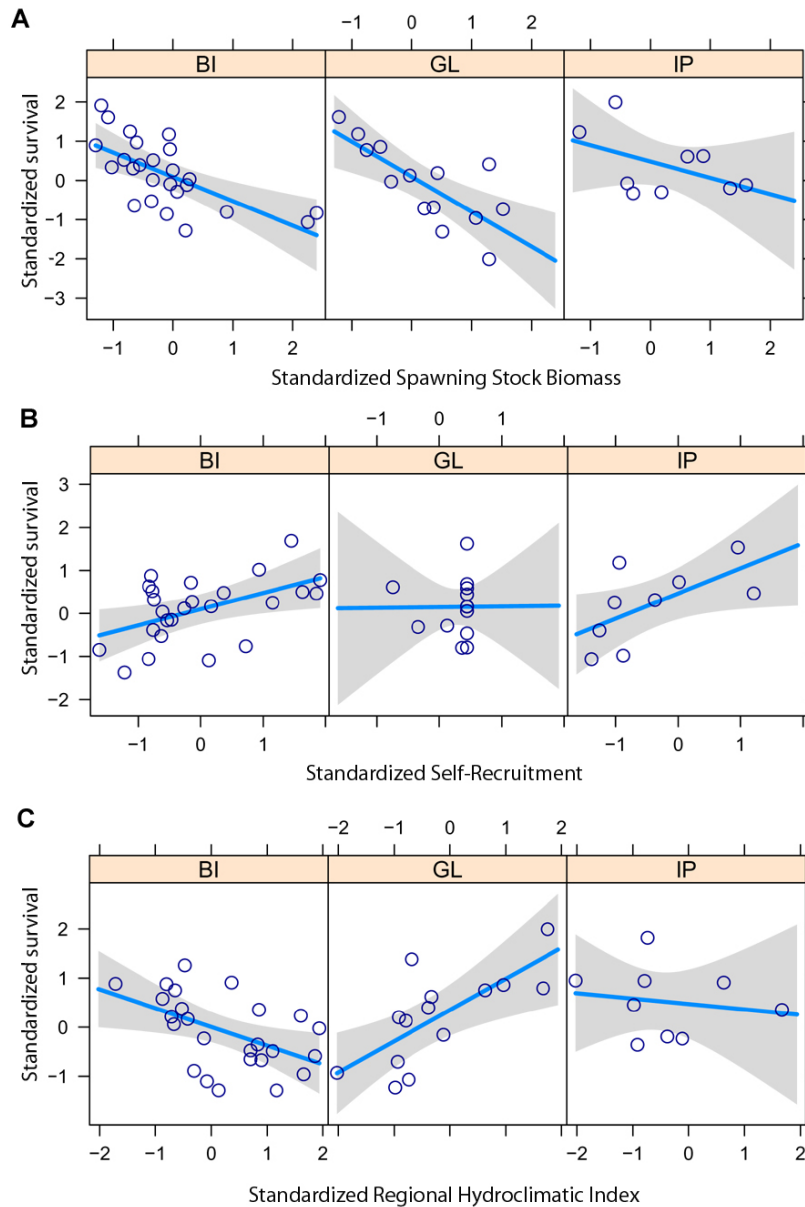 A
−1 0 1 2
BI GL IP
2
1
0
−1
−2
−3
Standardized survival
−1 0 1 2 −1 0 1 2
Standardized Spawning Stock Biomass
B
−1 0 1
BI GL IP
3
2
1
0
−1
−2
Standardized survival
−1 0 1 −1 0 1
Standardized Self-Recruitment
C
−2 −1 0 1 2
BI GL IP
2
1
0
−1
Standardized survival
−2 −1 0 1 2 −2 −1 0 1 2
Standardized Regional Hydroclimatic Index